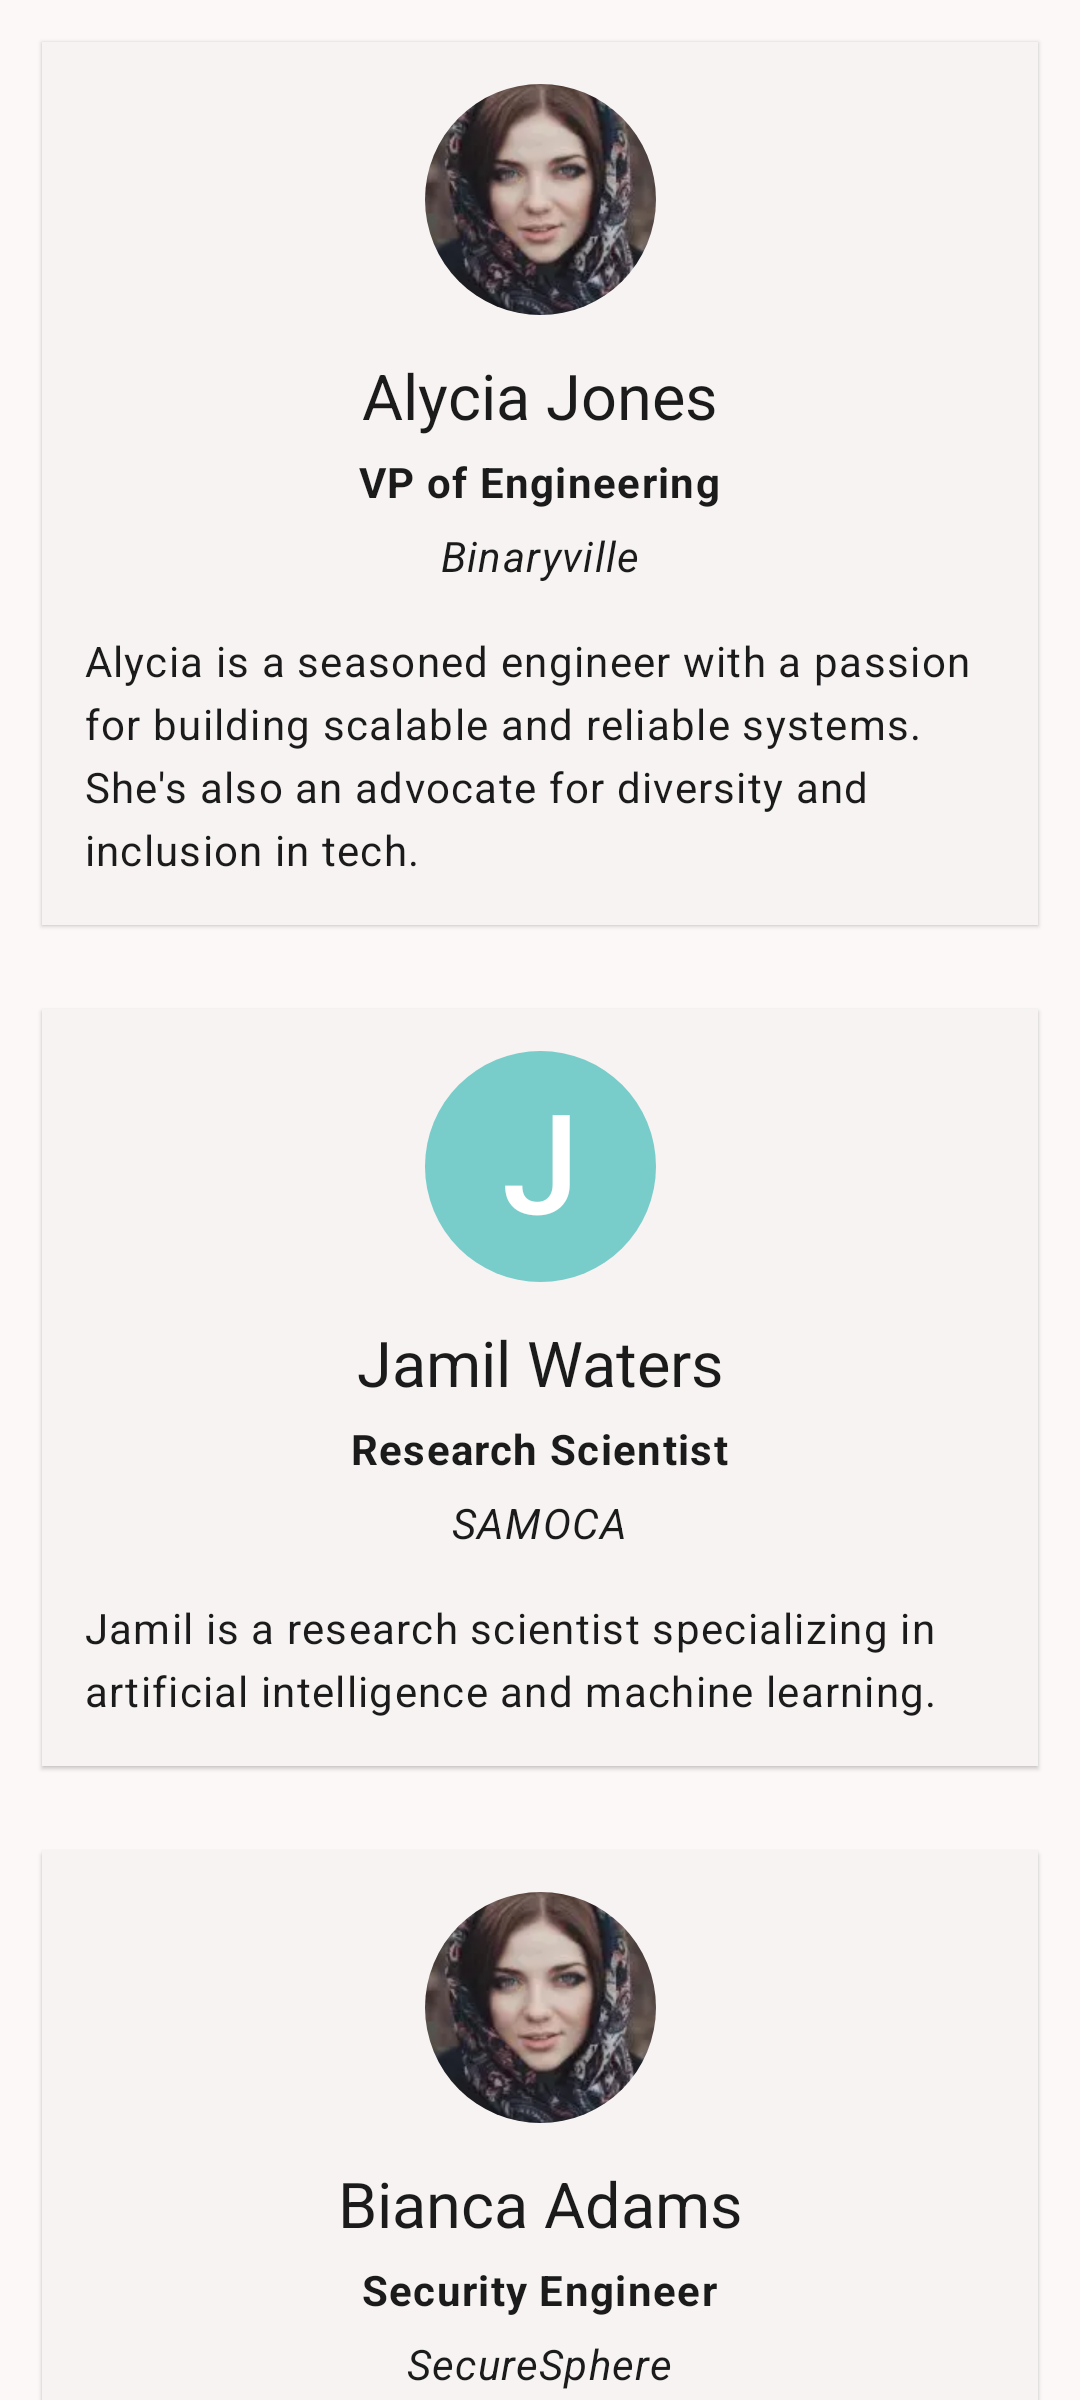 Alycia Jones
VP of Engineering
Binaryville
Alycia is a seasoned engineer with a passion
for building scalable and reliable systems.
She's also an advocate for diversity and
inclusion in tech.
J
Jamil Waters
Research Scientist
SAMOCA
Jamil is a research scientist specializing in
artificial intelligence and machine learning.
Bianca Adams
Security Engineer
SecureSphere